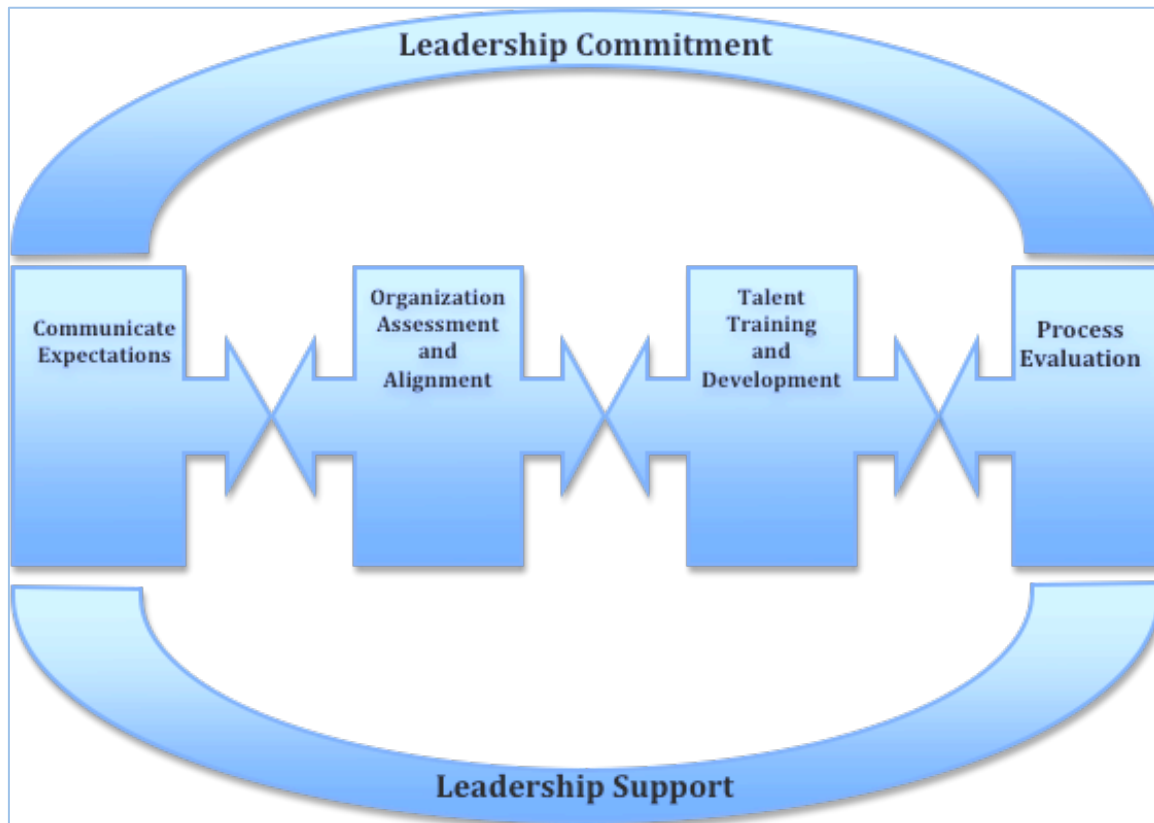 Leadership Commitment
Communicate
Expectations
Organization
Assessment
and
Alignment
Talent
Training
and
Development
Process
Evaluation
Leadership Support